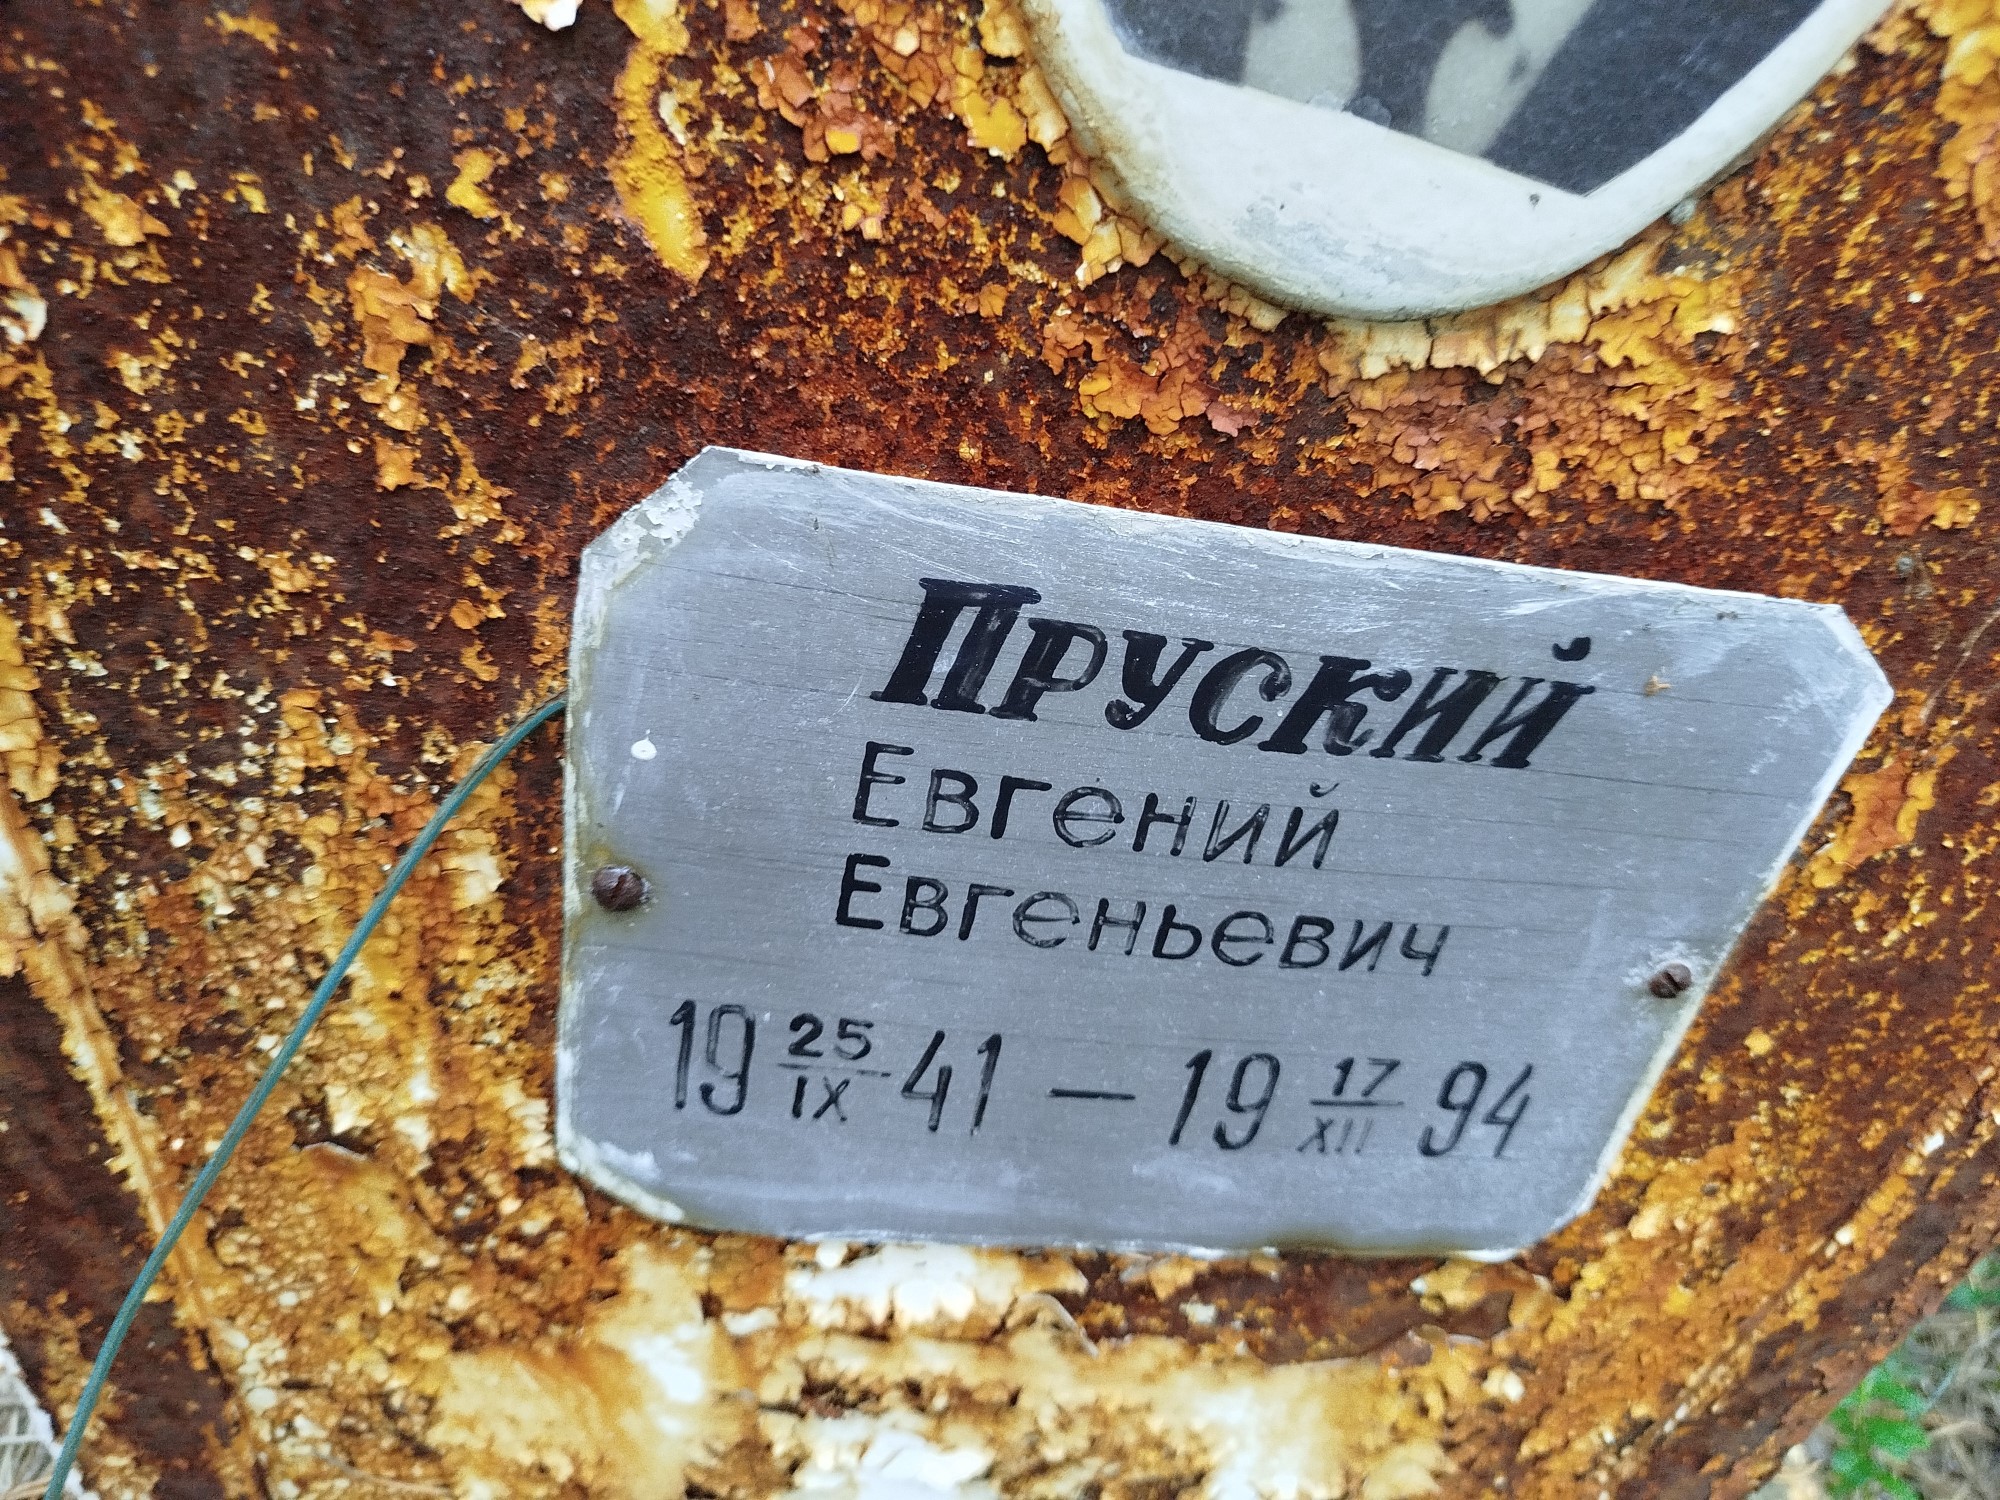 Пруский
Евгений
Евгеньевич
19 25/IX 41 — 19 17/XII 94